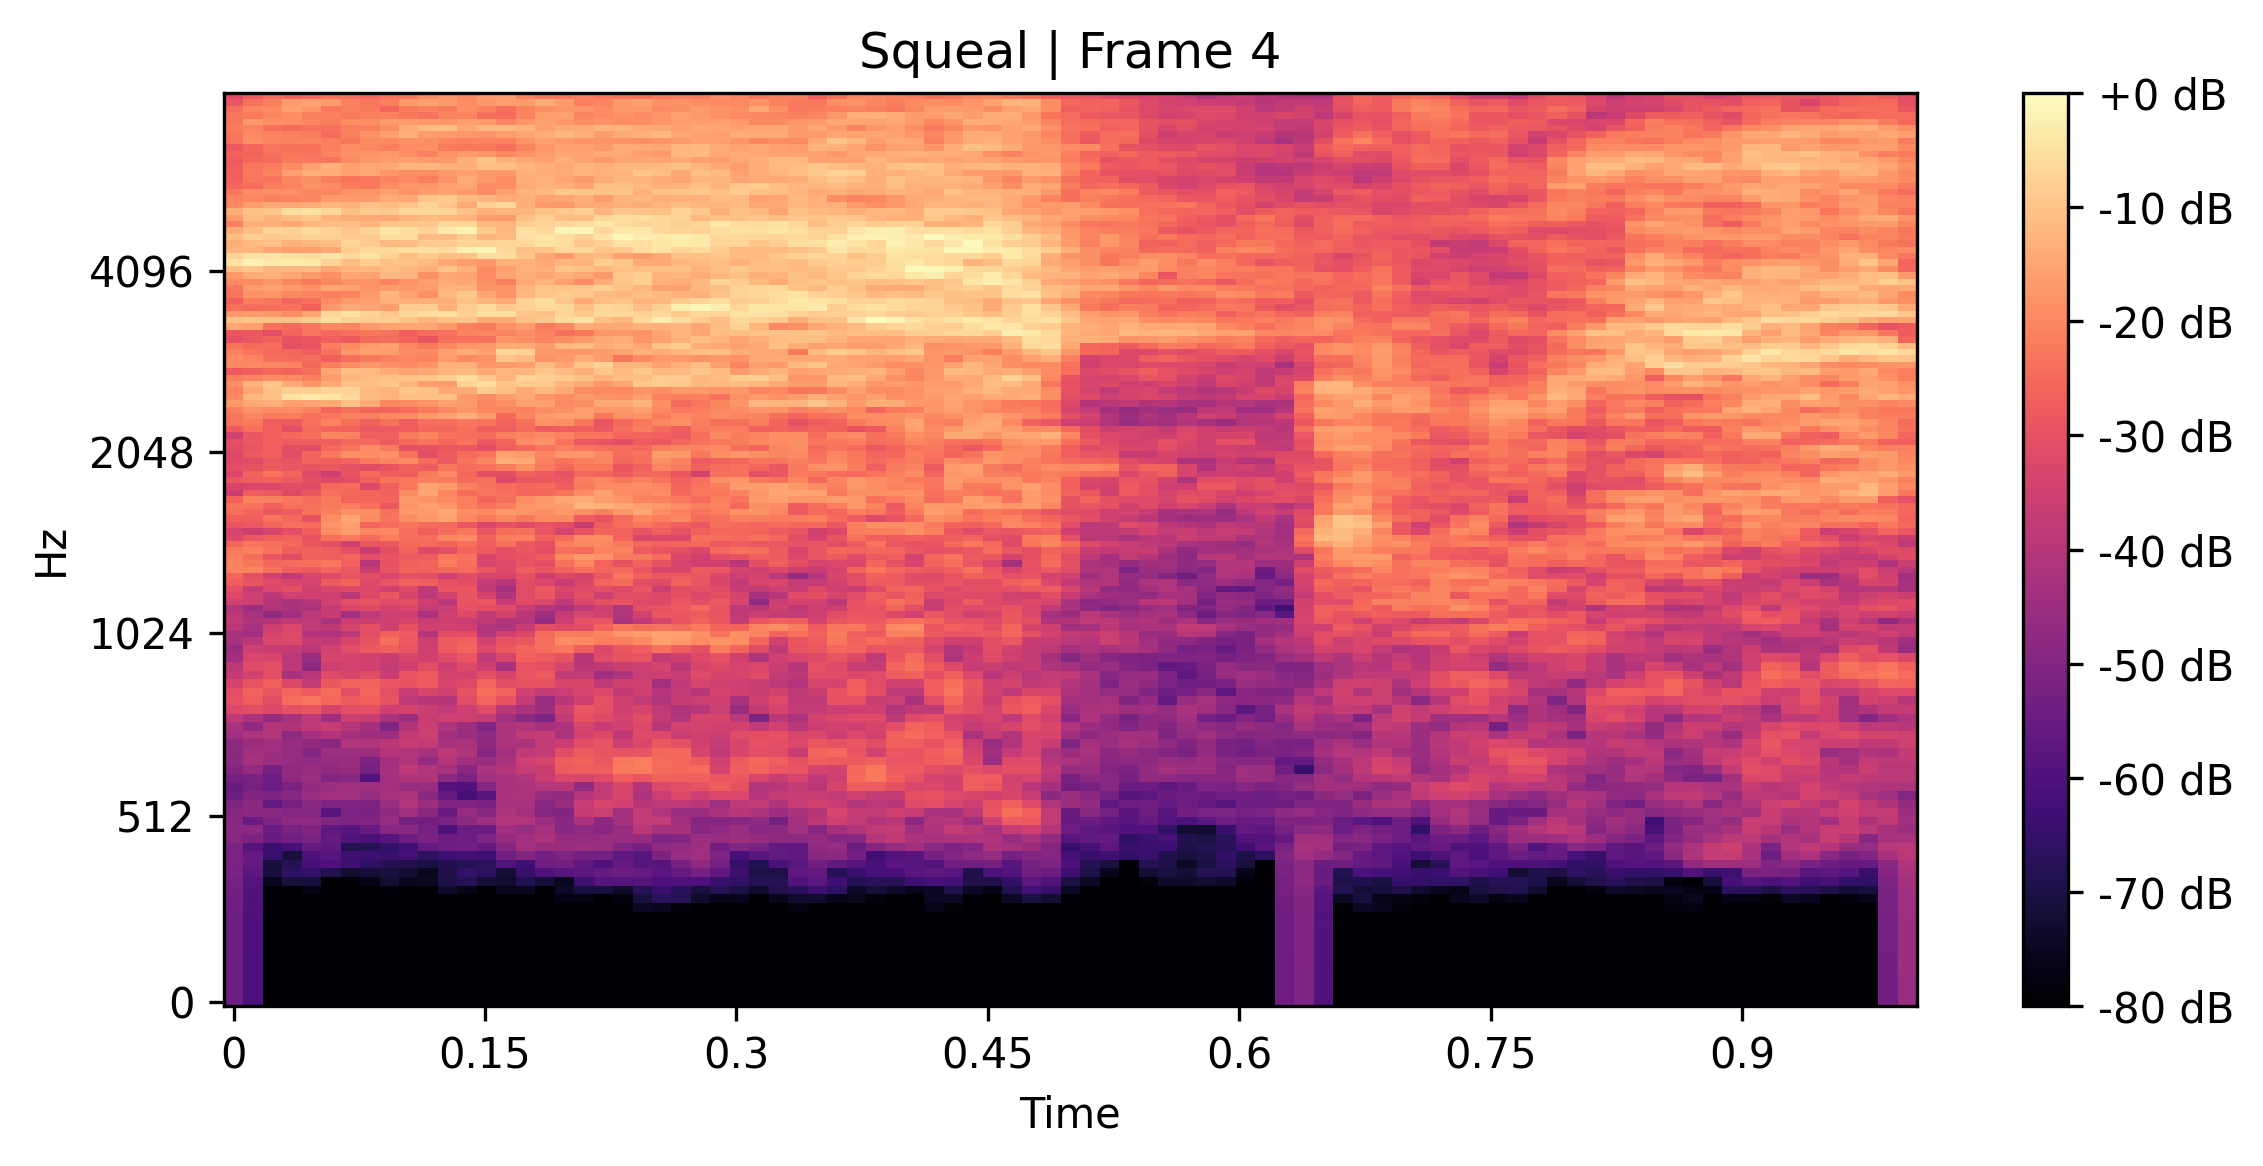 Squeal | Frame 4
+0 dB
-10 dB
-20 dB
-30 dB
-40 dB
-50 dB
-60 dB
-70 dB
-80 dB
Hz
4096
2048
1024
512
0
0 0.15 0.3 0.45 0.6 0.75 0.9
Time